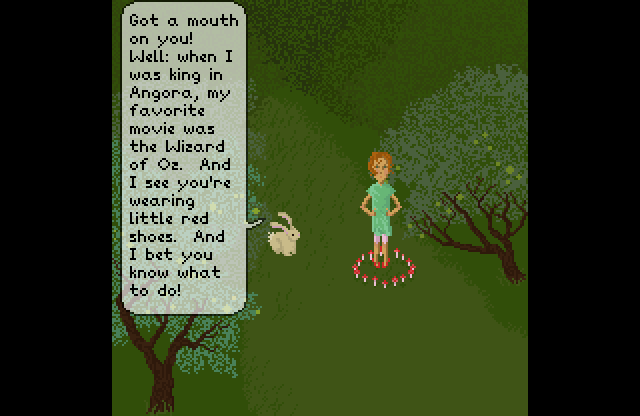 Got a mouth
on you!
Well: when I
was king in
Angora, my
favorite
movie was
the Wizard
of Oz.  And
I see you're
wearing
little red
shoes.  And
I bet you
know what
to do!